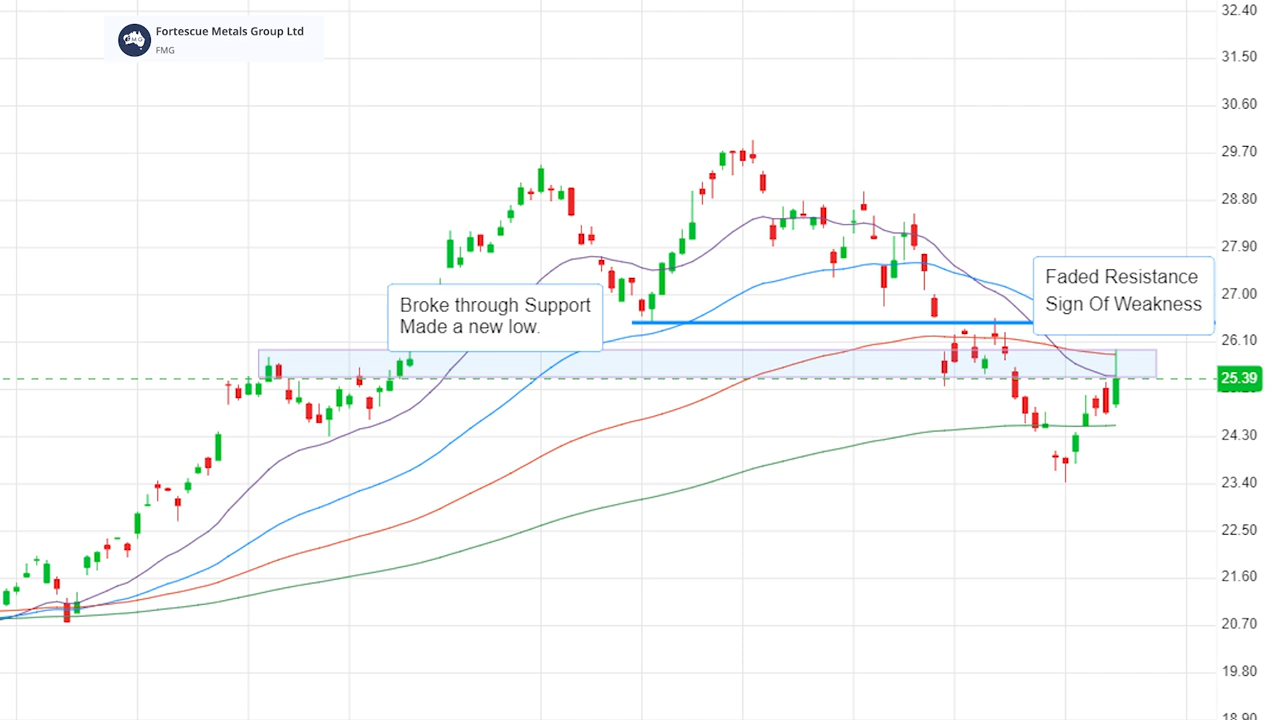 Fortescue Metals Group Ltd
FMG
32.40
31.50
30.60
29.70
28.80
27.90
27.00
26.10
25.39
24.30
23.40
22.50
21.60
20.70
19.80
18.90
Broke through Support
Made a new low.
Faded Resistance
Sign Of Weakness